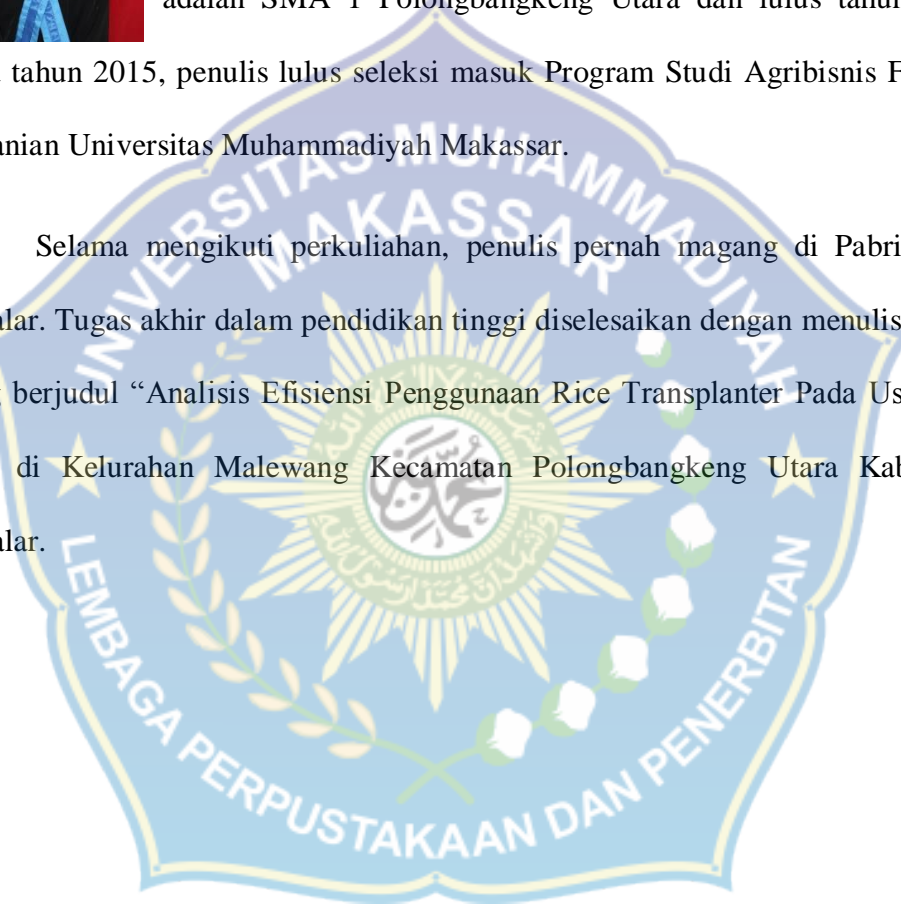 adalah SMA 1 Polongbangkeng Utara dan lulus tahun
tahun 2015, penulis lulus seleksi masuk Program Studi Agribisnis F
anian Universitas Muhammadiyah Makassar.
Selama mengikuti perkuliahan, penulis pernah magang di Pabri
alar. Tugas akhir dalam pendidikan tinggi diselesaikan dengan menulis
berjudul “Analisis Efisiensi Penggunaan Rice Transplanter Pada Us
di Kelurahan Malewang Kecamatan Polongbangkeng Utara Kab
alar.
UNIVERSITAS MUHAMMADIYAH
MAKASSAR
LEMBAGA PERPUSTAKAAN DAN PENERBITAN